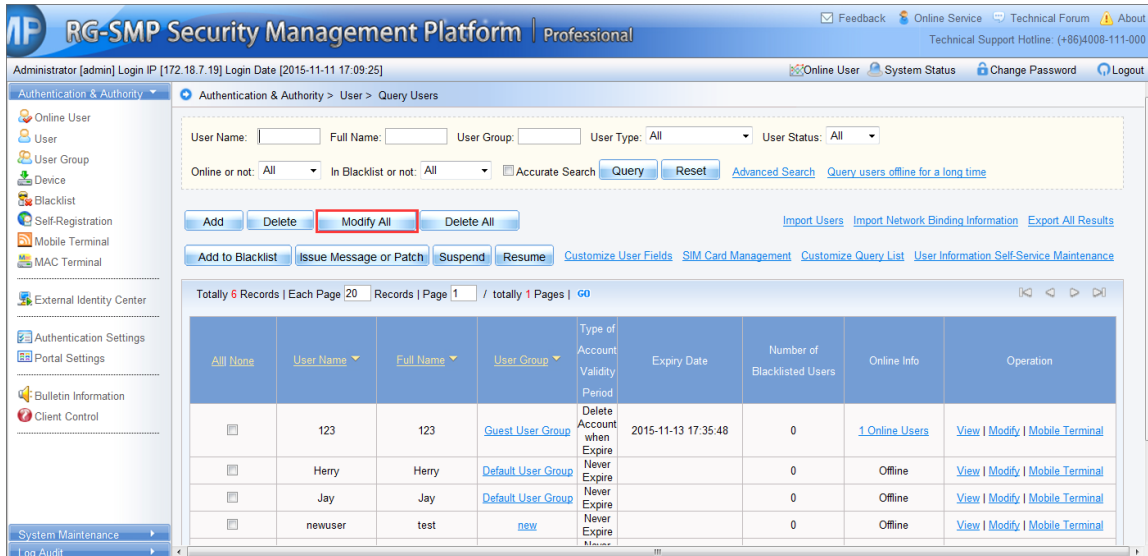 RG-SMP Security Management Platform | Professional
Feedback Online Service Technical Forum About
Technical Support Hotline: (+86)4008-111-000
Administrator [admin] Login IP [172.18.7.19] Login Date [2015-11-11 17:09:25]
Online User System Status Change Password Logout
Authentication & Authority
Online User
User
User Group
Device
Blacklist
Self-Registration
Mobile Terminal
MAC Terminal
External Identity Center
Authentication Settings
Portal Settings
Bulletin Information
Client Control
System Maintenance
Log Audit
Authentication & Authority > User > Query Users
User Name: Full Name: User Group: User Type: All User Status: All
Online or not: All In Blacklist or not: All Accurate Search Query Reset Advanced Search Query users offline for a long time
Add Delete Modify All Delete All Import Users Import Network Binding Information Export All Results
Add to Blacklist Issue Message or Patch Suspend Resume Customize User Fields SIM Card Management Customize Query List User Information Self-Service Maintenance
Totally 6 Records | Each Page 20 Records | Page 1 / totally 1 Pages | GO
All| None User Name Full Name User Group Type of Account Validity Period Expiry Date Number of Blacklisted Users Online Info Operation
123 123 Guest User Group Delete Account when Expire 2015-11-13 17:35:48 0 1 Online Users View | Modify | Mobile Terminal
Herry Herry Default User Group Never Expire 0 Offline View | Modify | Mobile Terminal
Jay Jay Default User Group Never Expire 0 Offline View | Modify | Mobile Terminal
newuser test new Never Expire 0 Offline View | Modify | Mobile Terminal